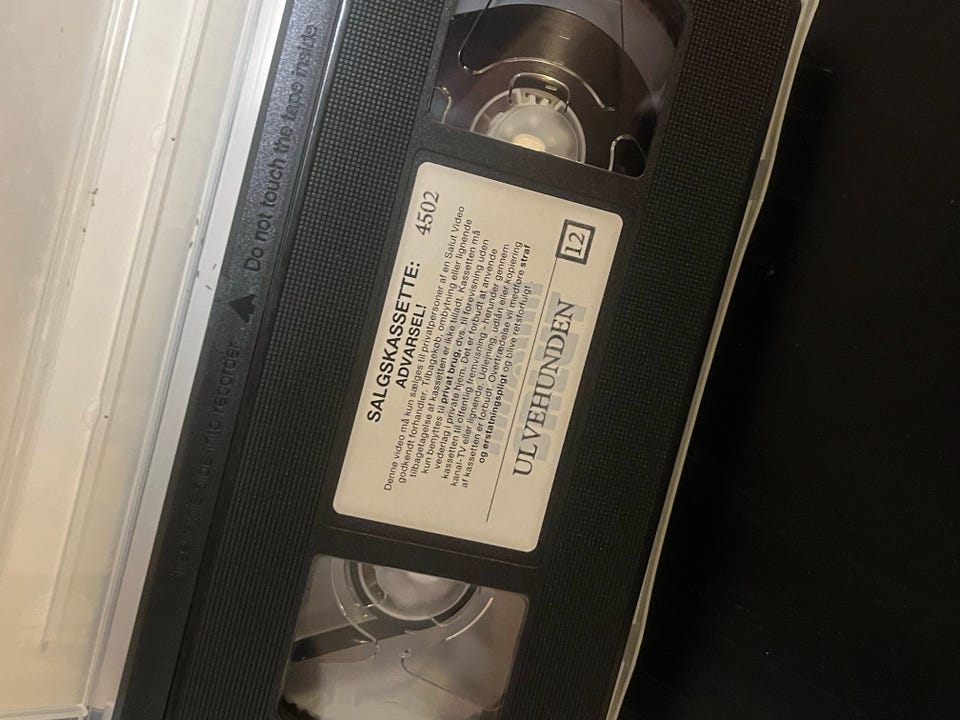 recorder Do not touch the tape inside
4502
SALGSKASSETTE:
ADVARSEL!
Denne video må kun sælges til privatpersoner af en Salut Video
godkendt forhandler. Tilbagekøb, ombytning eller lignende
tilbagetagelse af kassetten er ikke tilladt. Kassetten må
kun benyttes til privat brug, dvs. til forevisning uden
vederlag i private hjem. Det er forbudt at anvende
kassetten til offentlig fremvisning - herunder gennem
kanal-TV eller lignende. Udlejning, udlån eller kopiering
af kassetten er forbudt. Overtrædelse vil medføre straf
og erstatningspligt og blive retsforfulgt.
ULVEHUNDEN 12